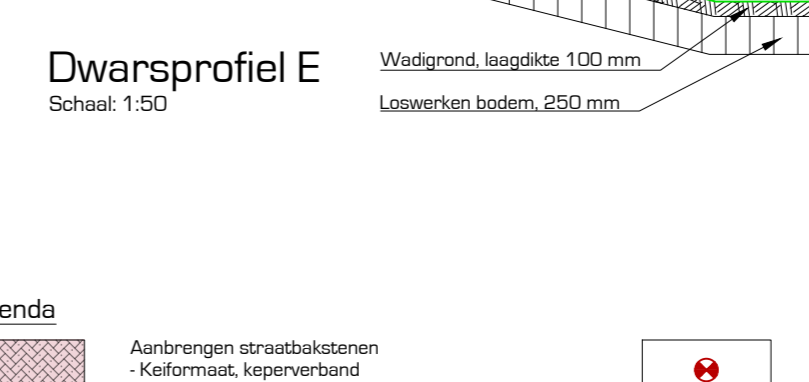 Dwarsprofiel E
Schaal: 1:50
Wadigrond, laagdikte 100 mm
Loswerken bodem, 250 mm
enda
Aanbrengen straatbakstenen
- Keiformaat, keperverband